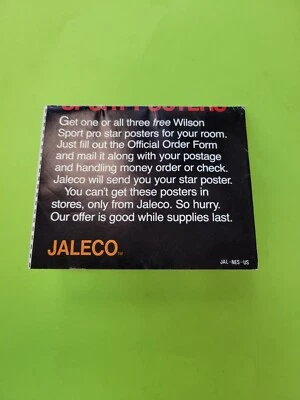 SPORT POSTERS
Get one or all three free Wilson
Sport pro star posters for your room.
Just fill out the Official Order Form
and mail it along with your postage
and handling money order or check.
Jaleco will send you your star poster.
You can't get these posters in
stores, only from Jaleco. So hurry.
Our offer is good while supplies last.
JALECO™
JAL-NES-US